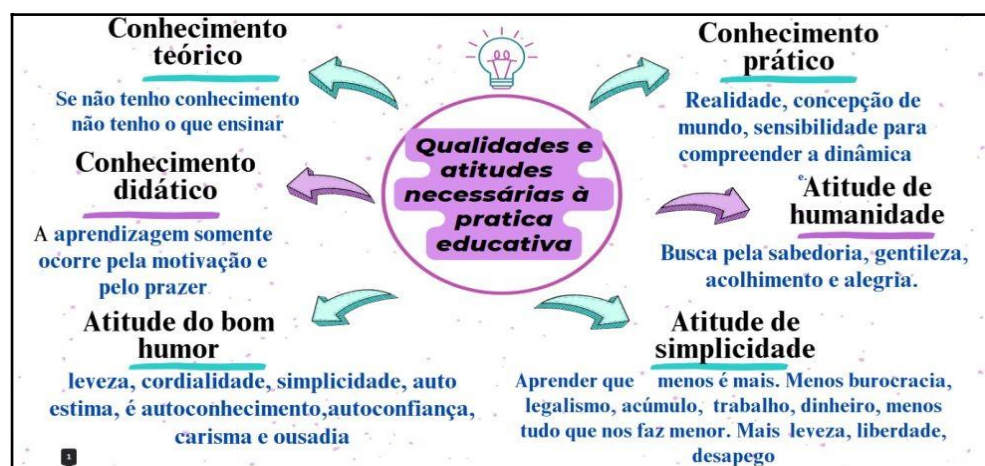 Conhecimento
teórico
Se não tenho conhecimento
não tenho o que ensinar
Conhecimento
didático
A aprendizagem somente
ocorre pela motivação e
pelo prazer
Atitude do bom
humor
leveza, cordialidade, simplicidade, auto
estima, é autoconhecimento,autoconfiança,
carisma e ousadia
Qualidades e
atitudes
necessárias à
pratica
educativa
Conhecimento
prático
Realidade, concepção de
mundo, sensibilidade para
compreender a dinâmica
e.
Atitude de
humanidade
Busca pela sabedoria, gentileza,
acolhimento e alegria.
Atitude de
simplicidade
Aprender que menos é mais. Menos burocracia,
legalismo, acúmulo, trabalho, dinheiro, menos
tudo que nos faz menor. Mais leveza, liberdade,
desapego
1